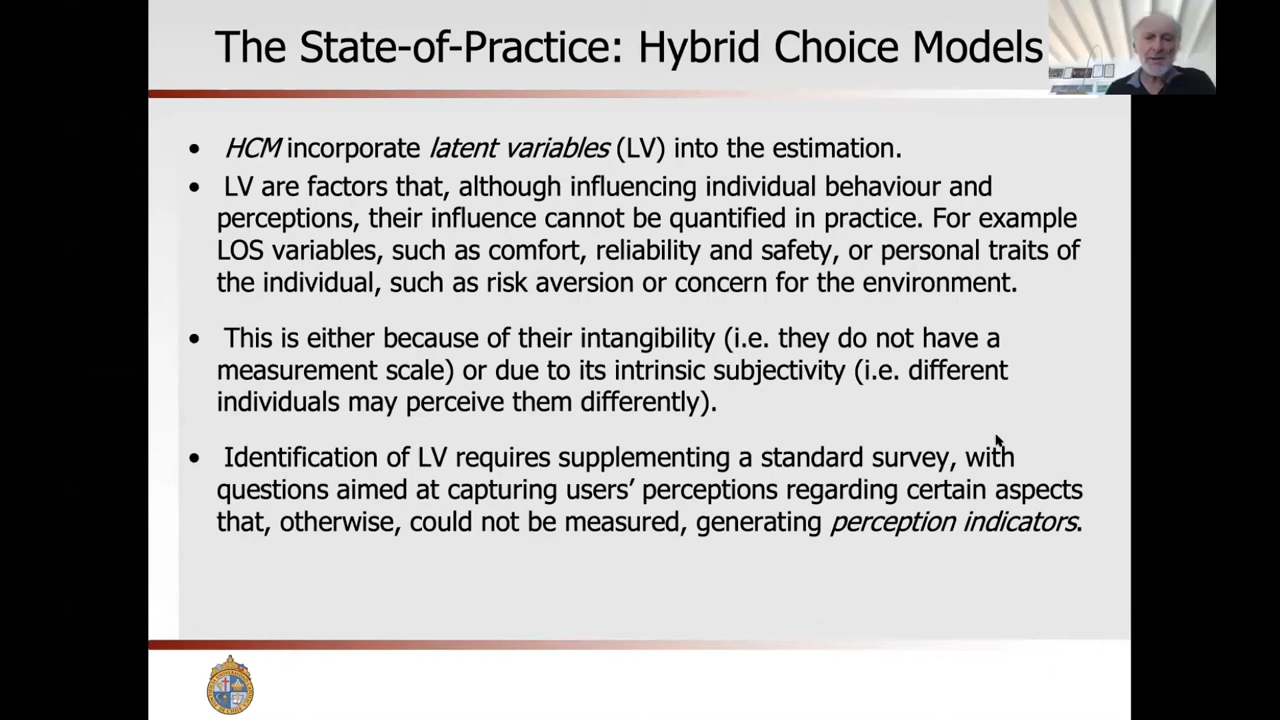 The State-of-Practice: Hybrid Choice Models
• HCM incorporate latent variables (LV) into the estimation.
• LV are factors that, although influencing individual behaviour and
perceptions, their influence cannot be quantified in practice. For example
LOS variables, such as comfort, reliability and safety, or personal traits of
the individual, such as risk aversion or concern for the environment.
• This is either because of their intangibility (i.e. they do not have a
measurement scale) or due to its intrinsic subjectivity (i.e. different
individuals may perceive them differently).
• Identification of LV requires supplementing a standard survey, with
questions aimed at capturing users’ perceptions regarding certain aspects
that, otherwise, could not be measured, generating perception indicators.